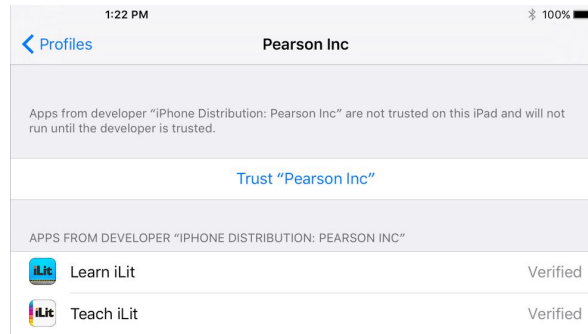 1:22 PM
100%
Profiles
Pearson Inc
Apps from developer “iPhone Distribution: Pearson Inc” are not trusted on this iPad and will not
run until the developer is trusted.
Trust “Pearson Inc”
APPS FROM DEVELOPER “IPHONE DISTRIBUTION: PEARSON INC”
iLit
Learn iLit
Verified
iLit
Teach iLit
Verified